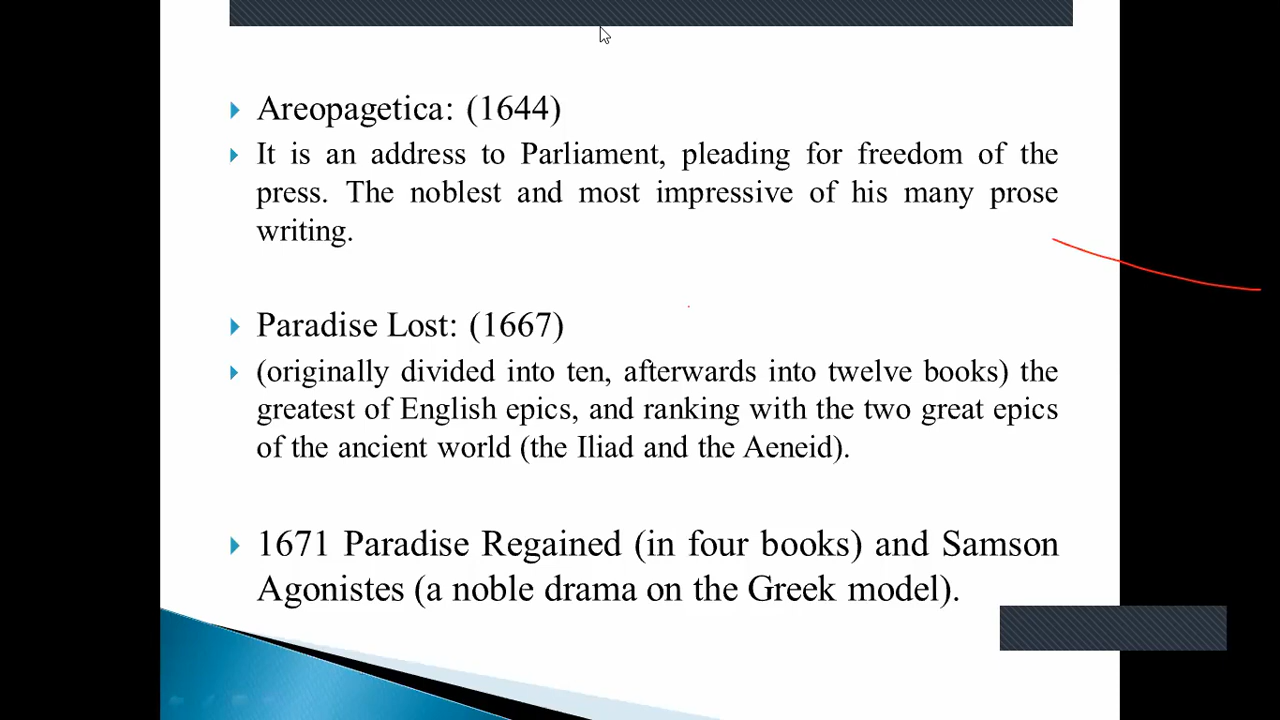 Areopagetica: (1644)
It is an address to Parliament, pleading for freedom of the
press. The noblest and most impressive of his many prose
writing.
Paradise Lost: (1667)
(originally divided into ten, afterwards into twelve books) the
greatest of English epics, and ranking with the two great epics
of the ancient world (the Iliad and the Aeneid).
1671 Paradise Regained (in four books) and Samson
Agonistes (a noble drama on the Greek model).